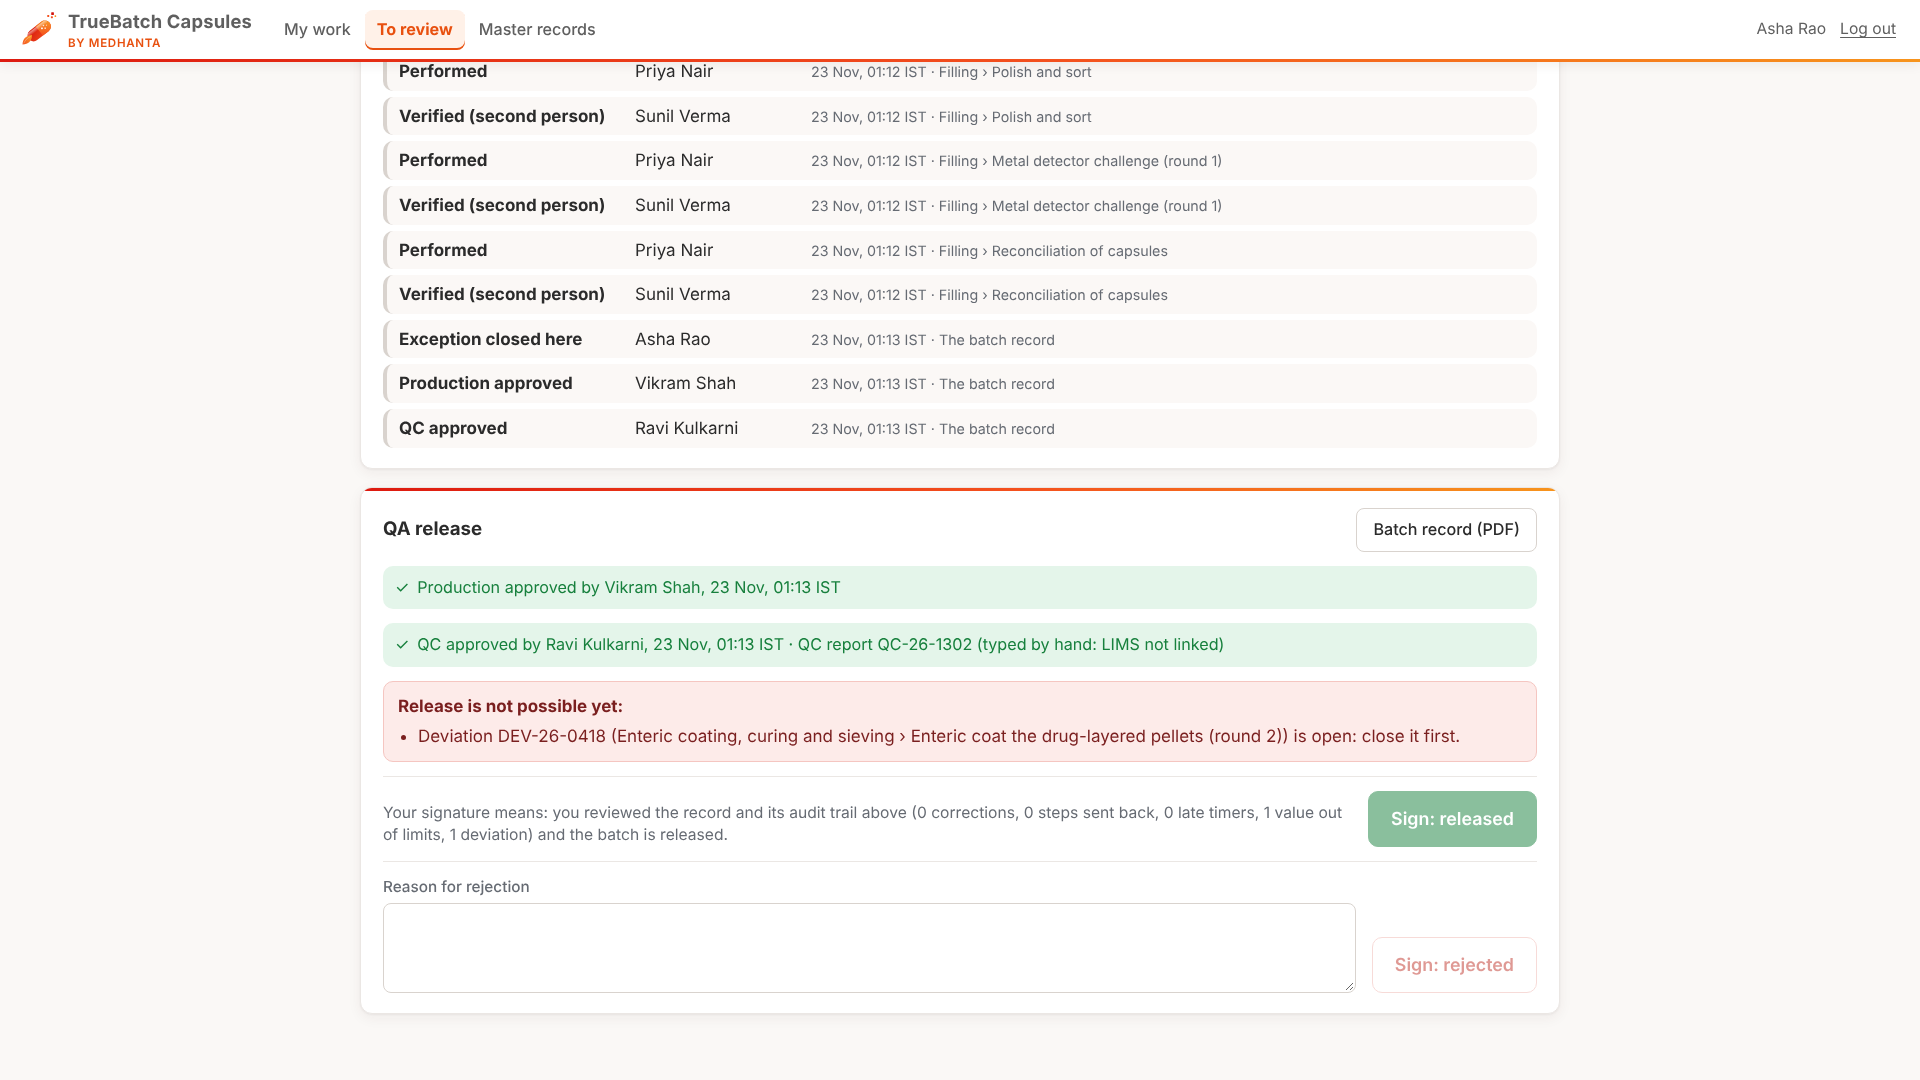 TrueBatch Capsules
BY MEDHANTA
My work
To review
Master records
Asha Rao
Log out
Performed Priya Nair 23 Nov, 01:12 IST · Filling › Polish and sort
Verified (second person) Sunil Verma 23 Nov, 01:12 IST · Filling › Polish and sort
Performed Priya Nair 23 Nov, 01:12 IST · Filling › Metal detector challenge (round 1)
Verified (second person) Sunil Verma 23 Nov, 01:12 IST · Filling › Metal detector challenge (round 1)
Performed Priya Nair 23 Nov, 01:12 IST · Filling › Reconciliation of capsules
Verified (second person) Sunil Verma 23 Nov, 01:12 IST · Filling › Reconciliation of capsules
Exception closed here Asha Rao 23 Nov, 01:13 IST · The batch record
Production approved Vikram Shah 23 Nov, 01:13 IST · The batch record
QC approved Ravi Kulkarni 23 Nov, 01:13 IST · The batch record
QA release
Batch record (PDF)
✓ Production approved by Vikram Shah, 23 Nov, 01:13 IST
✓ QC approved by Ravi Kulkarni, 23 Nov, 01:13 IST · QC report QC-26-1302 (typed by hand: LIMS not linked)
Release is not possible yet:
• Deviation DEV-26-0418 (Enteric coating, curing and sieving › Enteric coat the drug-layered pellets (round 2)) is open: close it first.
Your signature means: you reviewed the record and its audit trail above (0 corrections, 0 steps sent back, 0 late timers, 1 value out
of limits, 1 deviation) and the batch is released.
Sign: released
Reason for rejection
Sign: rejected